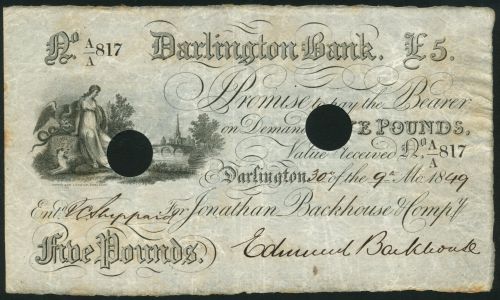 No A/A 817 Darlington Bank. £5.
I Promise to pay the Bearer
on Demand FIVE POUNDS.
Value received No A/A 817
Darlington 30th of the 9th Mo. 1849
Entd. For Jonathan Backhouse & Compy
Five Pounds. Edmund Backhouse